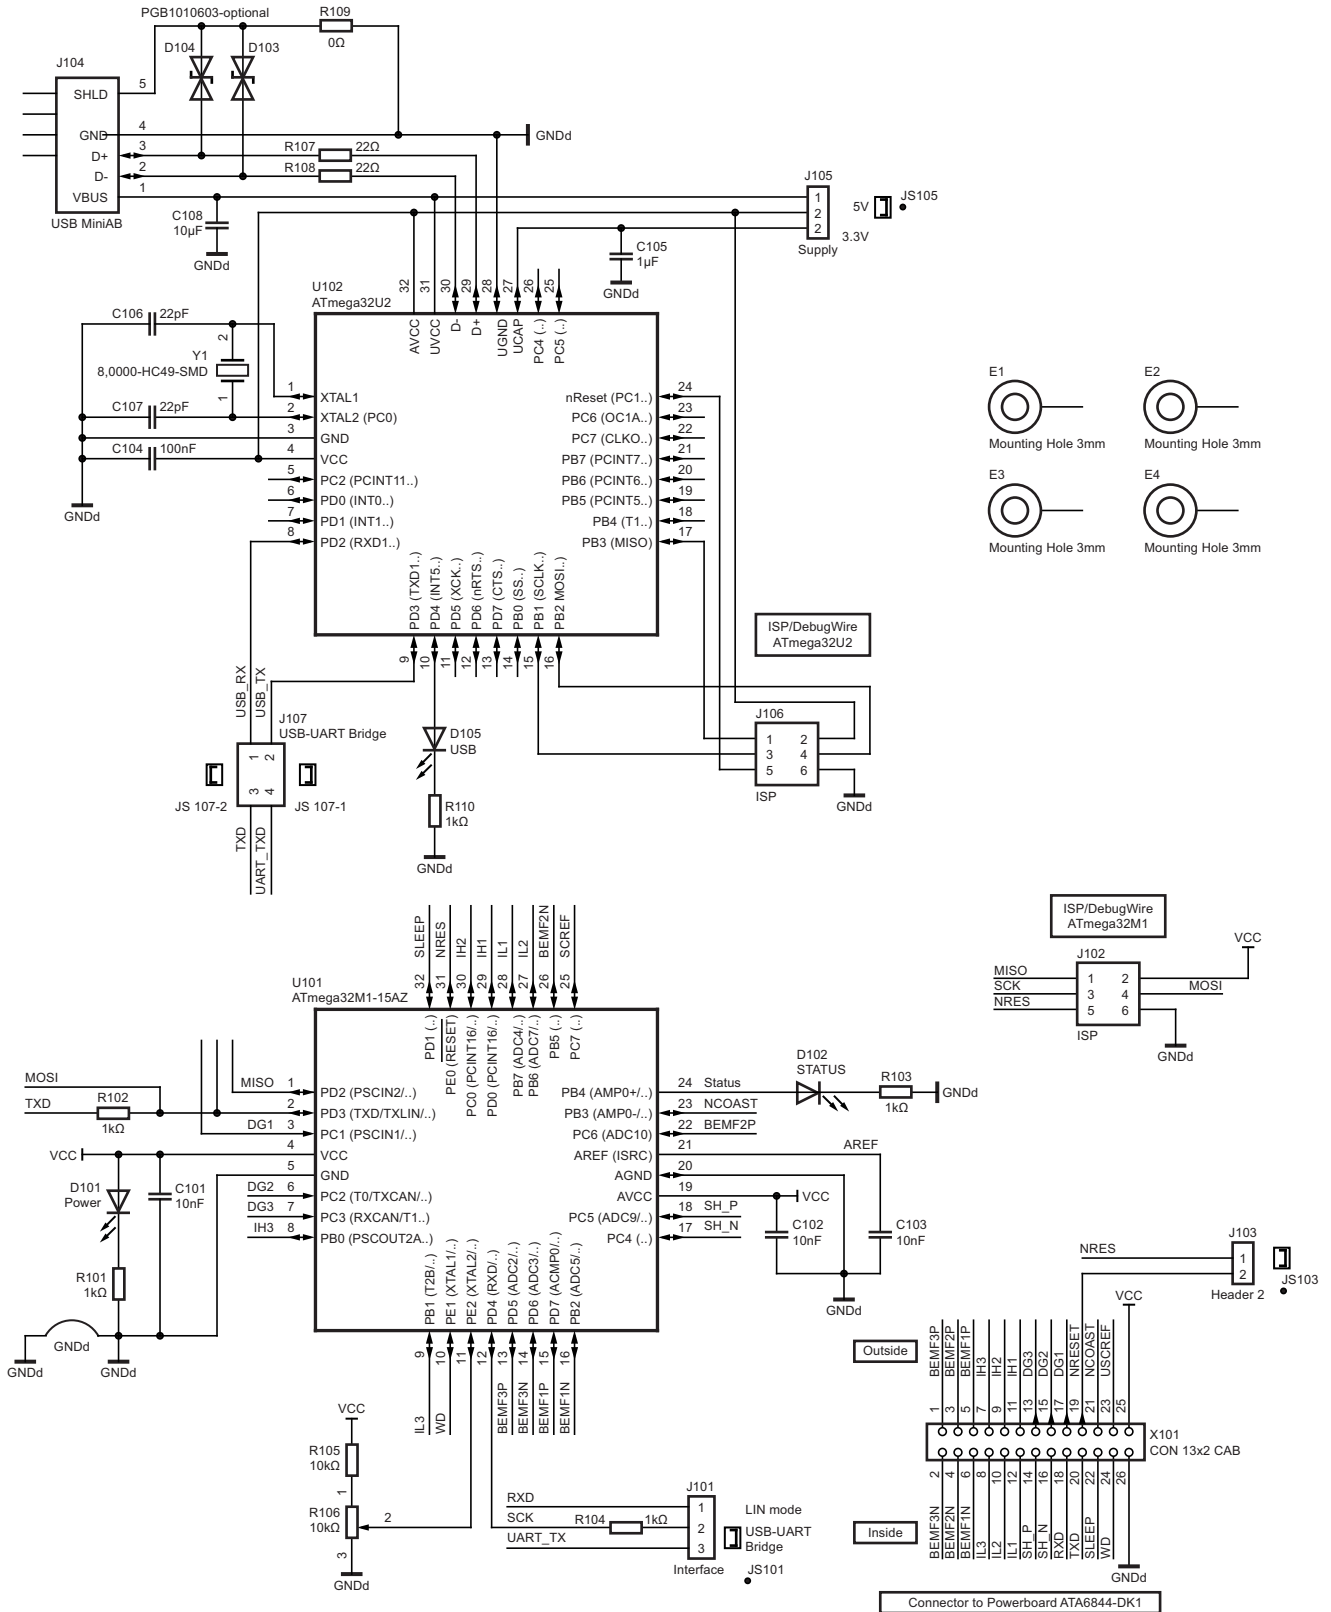 PGB1010603-optional
R109
0Ω
D104
D103
J104
SHLD
5
GND
4
D+
3
D-
2
VBUS
1
USB MiniAB
R107
22Ω
R108
22Ω
GNDd
C108
10µF
GNDd
J105
1
2
2
5V
3.3V
JS105
Supply
C105
1µF
GNDd
U102
ATmega32U2
32
31
30
29
28
27
26
25
AVCC
UVCC
D-
D+
UGND
UCAP
PC4 (..)
PC5 (..)
C106
22pF
2
Y1
8,0000-HC49-SMD
1
C107
22pF
C104
100nF
GNDd
1
XTAL1
2
XTAL2 (PC0)
3
GND
4
VCC
5
PC2 (PCINT11..)
6
PD0 (INT0..)
7
PD1 (INT1..)
8
PD2 (RXD1..)
nReset (PC1..)
24
PC6 (OC1A..)
23
PC7 (CLKO..)
22
PB7 (PCINT7..)
21
PB6 (PCINT6..)
20
PB5 (PCINT5..)
19
PB4 (T1..)
18
PB3 (MISO)
17
PD3 (TXD1..)
PD4 (INT5..)
PD5 (XCK..)
PD6 (nRTS..)
PD7 (CTS..)
PB0 (SS..)
PB1 (SCLK..)
PB2 MOSI..)
9
10
11
12
13
14
15
16
E1
Mounting Hole 3mm
E2
Mounting Hole 3mm
E3
Mounting Hole 3mm
E4
Mounting Hole 3mm
ISP/DebugWire
ATmega32U2
USB_RX
USB_TX
J107
USB-UART Bridge
1
2
3
4
JS 107-2
JS 107-1
TXD
UART_TXD
D105
USB
R110
1kΩ
GNDd
J106
1
2
3
4
5
6
ISP
GNDd
ISP/DebugWire
ATmega32M1
VCC
J102
MISO
SCK
NRES
1
2
3
4
5
6
MOSI
ISP
GNDd
SLEEP
NRES
IH2
IH1
IL1
IL2
BEMF2N
SCREF
32
31
30
29
28
27
26
25
U101
ATmega32M1-15AZ
PD1 (..)
PE0 (RESET)
PC0 (PCINT16/..)
PD0 (PCINT16/..)
PB7 (ADC4/..)
PB6 (ADC7/..)
PB5 (..)
PC7 (..)
MOSI
TXD
R102
1kΩ
MISO
1
PD2 (PSCIN2/..)
2
PD3 (TXD/TXLIN/..)
DG1
3
PC1 (PSCIN1/..)
VCC
4
VCC
5
GND
DG2
6
PC2 (T0/TXCAN/..)
DG3
7
PC3 (RXCAN/T1..)
IH3
8
PB0 (PSCOUT2A..)
D101
Power
C101
10nF
R101
1kΩ
GNDd
GNDd
GNDd
PB4 (AMP0+/..)
24
Status
PB3 (AMP0-/..)
23
NCOAST
PC6 (ADC10)
22
BEMF2P
AREF (ISRC)
21
AREF
AGND
20
AVCC
19
VCC
PC5 (ADC9/..)
18
SH_P
PC4 (..)
17
SH_N
D102
STATUS
R103
1kΩ
GNDd
C102
10nF
C103
10nF
GNDd
PB1 (T2B/..)
PE1 (XTAL1/..)
PE2 (XTAL2/..)
PD4 (RXD/..)
PD5 (ADC2/..)
PD6 (ADC3/..)
PD7 (ACMP0/..)
PB2 (ADC5/..)
9
10
11
12
13
14
15
16
IL3
WD
BEMF3P
BEMF3N
BEMF1P
BEMF1N
VCC
R105
10kΩ
1
R106
10kΩ
2
3
GNDd
RXD
SCK
UART_TX
R104
1kΩ
J101
1
2
3
Interface
LIN mode
USB-UART
Bridge
JS101
NRES
J103
1
2
Header 2
JS103
VCC
Outside
BEMF3P
BEMF2P
BEMF1P
IH3
IH2
IH1
DG3
DG2
DG1
NRESET
NCOAST
USCREF
1
3
5
7
9
11
13
15
17
19
21
23
25
X101
CON 13x2 CAB
2
4
6
8
10
12
14
16
18
20
22
24
26
Inside
BEMF3N
BEMF2N
BEMF1N
IL3
IL2
IL1
SH_P
SH_N
RXD
TXD
SLEEP
WD
GNDd
Connector to Powerboard ATA6844-DK1